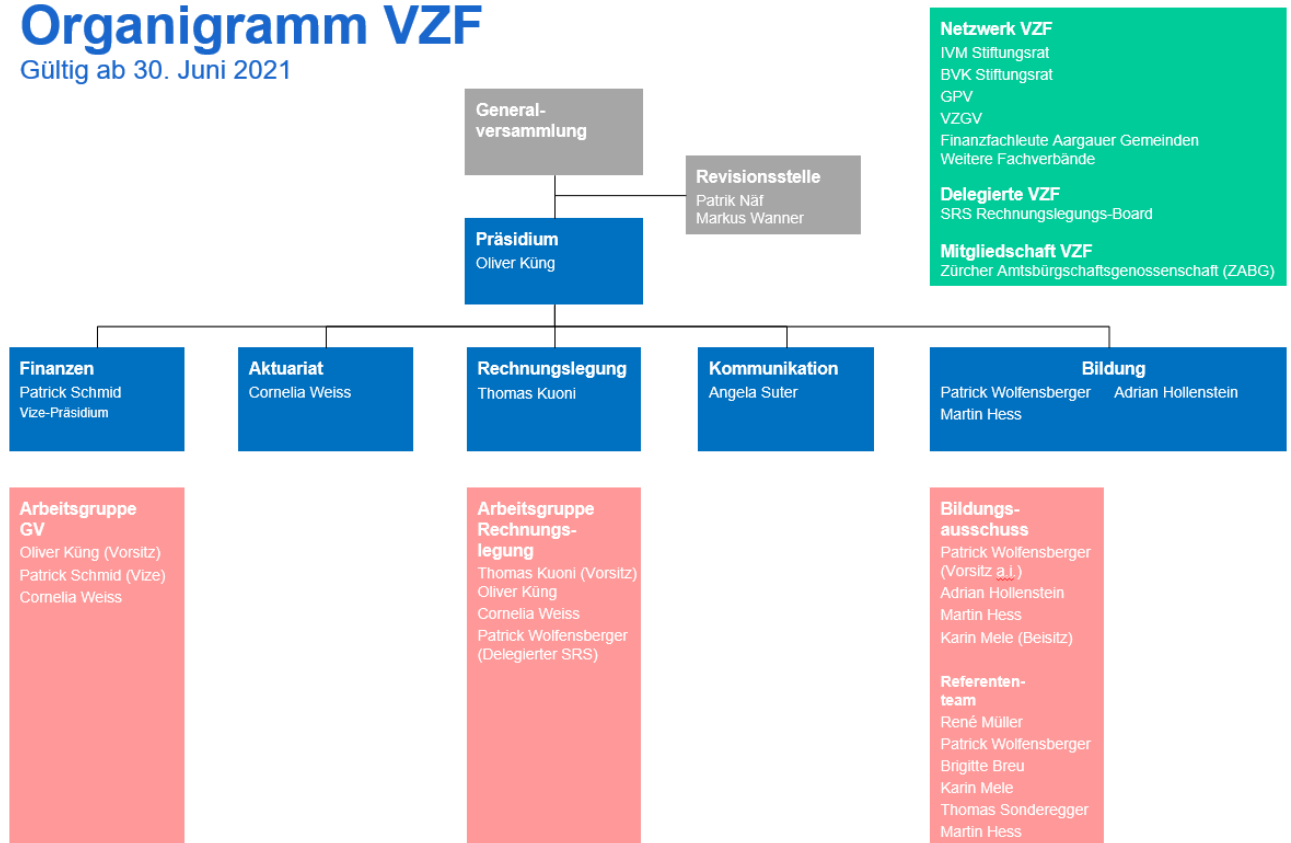 Organigramm VZF
Gültig ab 30. Juni 2021
General-
versammlung
Revisionsstelle
Patrik Näf
Markus Wanner
Präsidium
Oliver Küng
Netzwerk VZF
IVM Stiftungsrat
BVK Stiftungsrat
GPV
VZGV
Finanzfachleute Aargauer Gemeinden
Weitere Fachverbände
Delegierte VZF
SRS Rechnungslegungs-Board
Mitgliedschaft VZF
Zürcher Amtsbürgschaftsgenossenschaft (ZABG)
Finanzen
Patrick Schmid
Vize-Präsidium
Aktuariat
Cornelia Weiss
Rechnungslegung
Thomas Kuoni
Kommunikation
Angela Suter
Bildung
Patrick Wolfensberger Adrian Hollenstein
Martin Hess
Arbeitsgruppe
GV
Oliver Küng (Vorsitz)
Patrick Schmid (Vize)
Cornelia Weiss
Arbeitsgruppe
Rechnungs-
legung
Thomas Kuoni (Vorsitz)
Oliver Küng
Cornelia Weiss
Patrick Wolfensberger
(Delegierter SRS)
Bildungs-
ausschuss
Patrick Wolfensberger
(Vorsitz a.i.)
Adrian Hollenstein
Martin Hess
Karin Mele (Beisitz)
Referenten-
team
René Müller
Patrick Wolfensberger
Brigitte Breu
Karin Mele
Thomas Sonderegger
Martin Hess